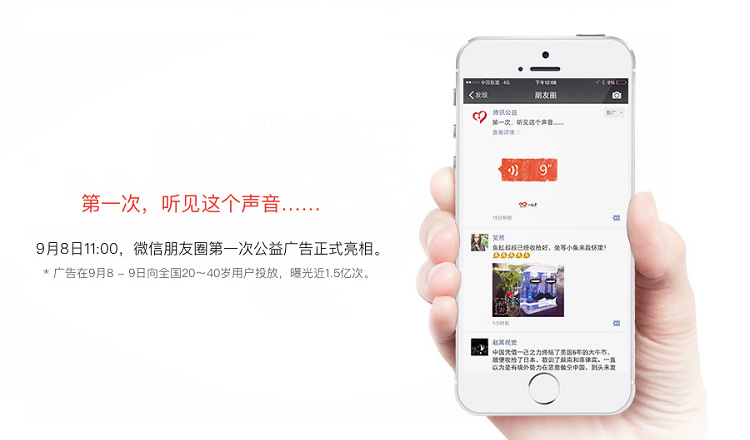 第一次，听见这个声音……
9月8日11:00，微信朋友圈第一次公益广告正式亮相。
* 广告在9月8 – 9日向全国20～40岁用户投放，曝光近1.5亿次。
中国联通 4G 下午12:08 9%
发现 朋友圈
腾讯公益 推广
第一次，听见这个声音……
查看详情
9"
15分钟前
笑然
鱼缸叔叔已经收拾好，坐等小鱼来我怀里！
1小时前
赵黑视觉
中国凭借一己之力终结了美国6年的大牛市，
顺便收拾了日本，教训了越南和菲律宾。一直
以为是有境外势力在恶意做空中国，到头来发